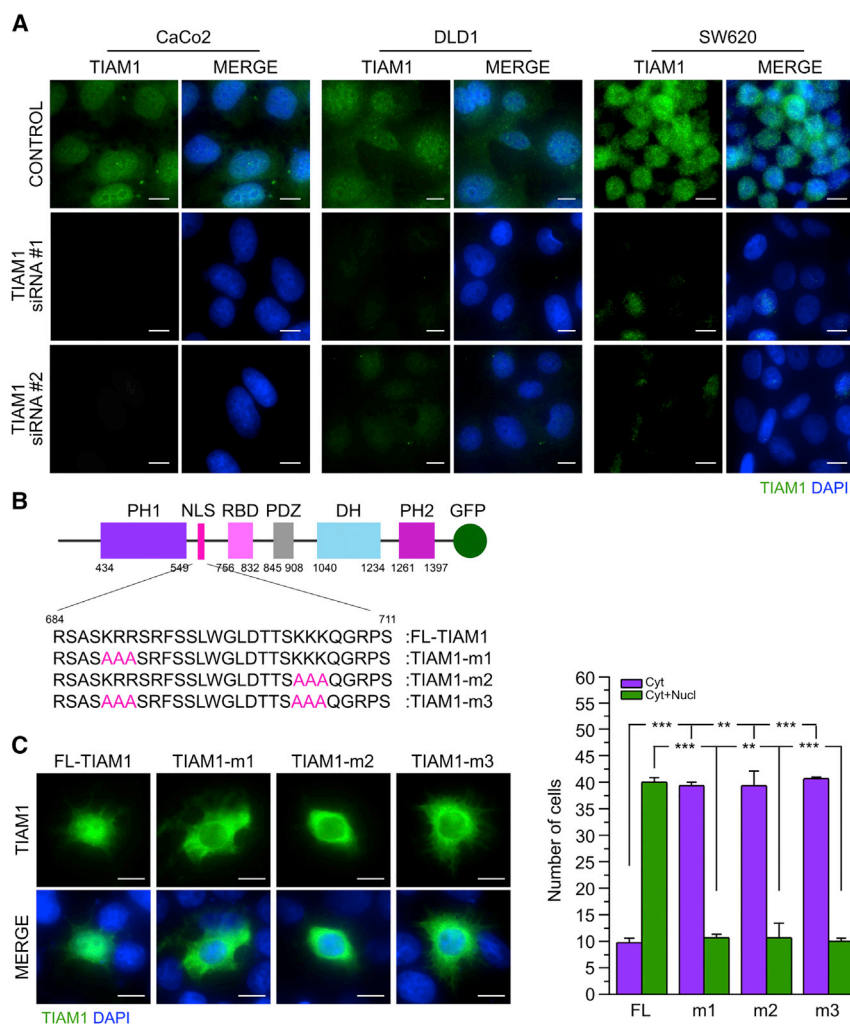 A
CaCo2 DLD1 SW620
TIAM1 MERGE TIAM1 MERGE TIAM1 MERGE
CONTROL
TIAM1
siRNA #1
TIAM1
siRNA #2
TIAM1 DAPI
B
PH1 NLS RBD PDZ DH PH2 GFP
434 549 756 832 845 908 1040 1234 1261 1397
684 711
RSASKRRSRFSSLWGLDTTSKKKQGRPS :FL-TIAM1
RSASAAASRFSSLWGLDTTSKKKQGRPS :TIAM1-m1
RSASKRRSRFSSLWGLDTTSAAAQGRPS :TIAM1-m2
RSASAAASRFSSLWGLDTTSAAAQGRPS :TIAM1-m3
C
FL-TIAM1 TIAM1-m1 TIAM1-m2 TIAM1-m3
TIAM1
MERGE
TIAM1 DAPI
Number of cells
60
55
50
45
40
35
30
25
20
15
10
5
0
Cyt
Cyt+Nucl
*** ** ***
*** ** ***
FL m1 m2 m3